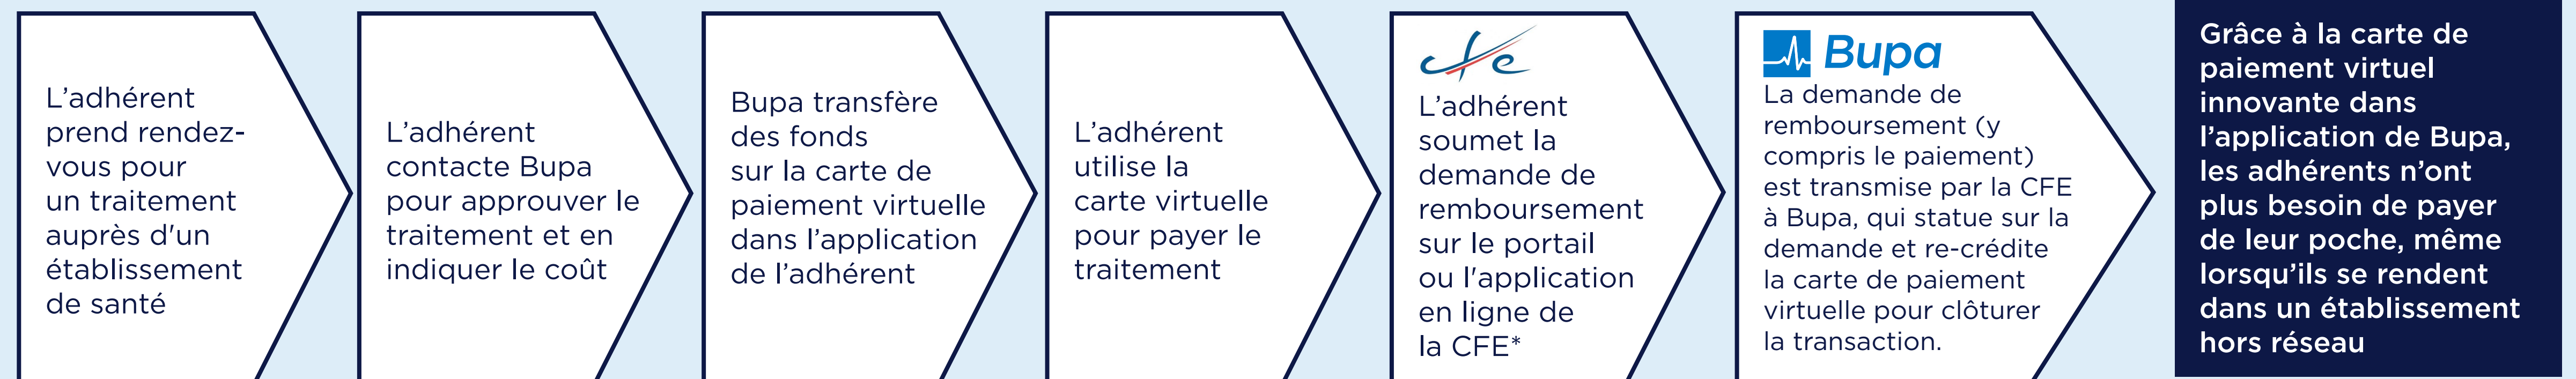 L’adhérent
prend rendez-
vous pour
un traitement
auprès d'un
établissement
de santé
L’adhérent
contacte Bupa
pour approuver le
traitement et en
indiquer le coût
Bupa transfère
des fonds
sur la carte de
paiement virtuelle
dans l’application
de l’adhérent
L’adhérent
utilise la
carte virtuelle
pour payer le
traitement
cfe
L’adhérent
soumet la
demande de
remboursement
sur le portail
ou l'application
en ligne de
la CFE*
Bupa
La demande de
remboursement (y
compris le paiement)
est transmise par la CFE
à Bupa, qui statue sur la
demande et re-crédite
la carte de paiement
virtuelle pour clôturer
la transaction.
Grâce à la carte de
paiement virtuel
innovante dans
l’application de Bupa,
les adhérents n’ont
plus besoin de payer
de leur poche, même
lorsqu’ils se rendent
dans un établissement
hors réseau